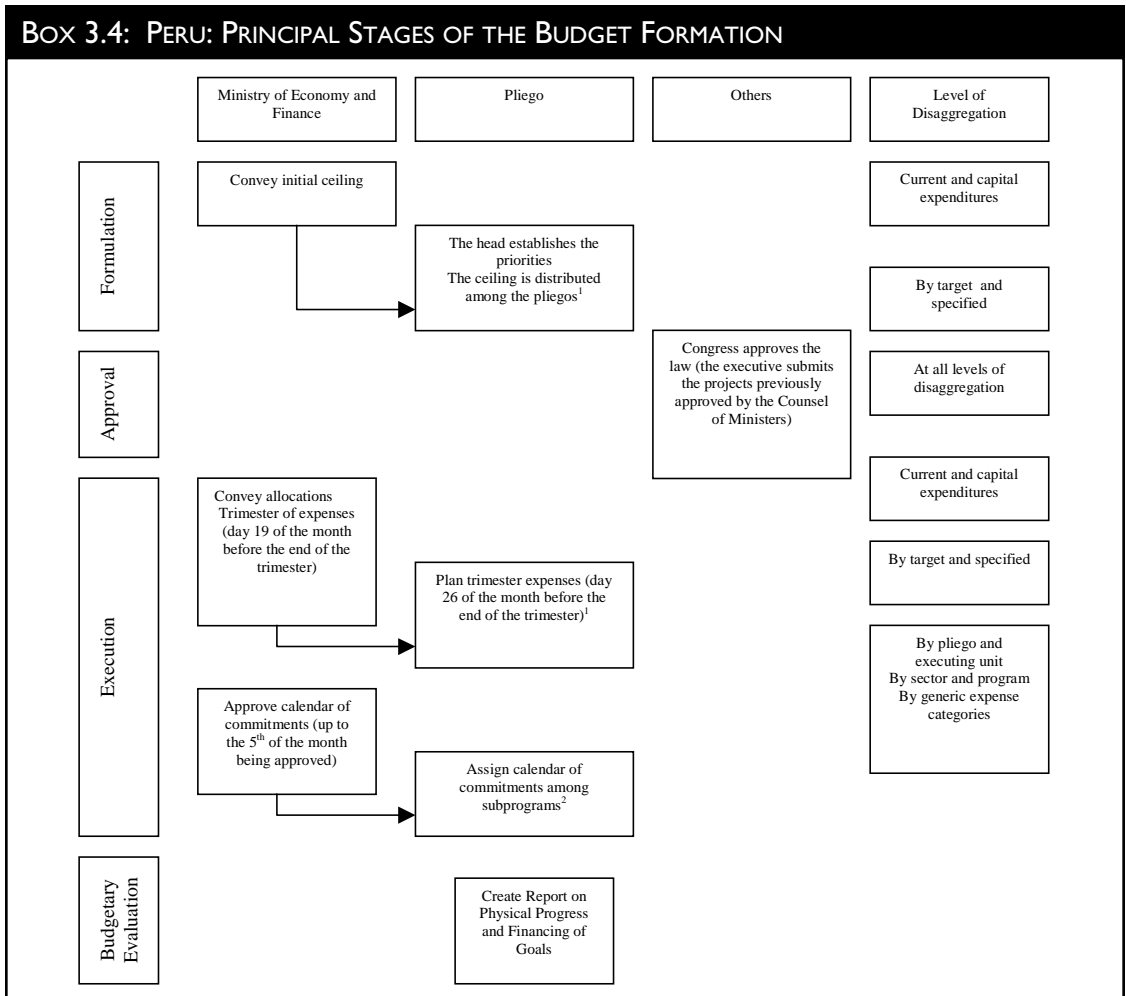 BOX 3.4: PERU: PRINCIPAL STAGES OF THE BUDGET FORMATION
Ministry of Economy and
Finance
Pliego
Others
Level of
Disaggregation
Formulation
Convey initial ceiling
Current and capital
expenditures
The head establishes the
priorities
The ceiling is distributed
among the pliegos1
By target and
specified
Approval
Congress approves the
law (the executive submits
the projects previously
approved by the Counsel
of Ministers)
At all levels of
disaggregation
Execution
Convey allocations
Trimester of expenses
(day 19 of the month
before the end of the
trimester)
Current and capital
expenditures
Plan trimester expenses (day
26 of the month before the
end of the trimester)1
By target and specified
Approve calendar of
commitments (up to
the 5th of the month
being approved)
By pliego and
executing unit
By sector and program
By generic expense
categories
Assign calendar of
commitments among
subprograms2
Budgetary
Evaluation
Create Report on
Physical Progress
and Financing of
Goals